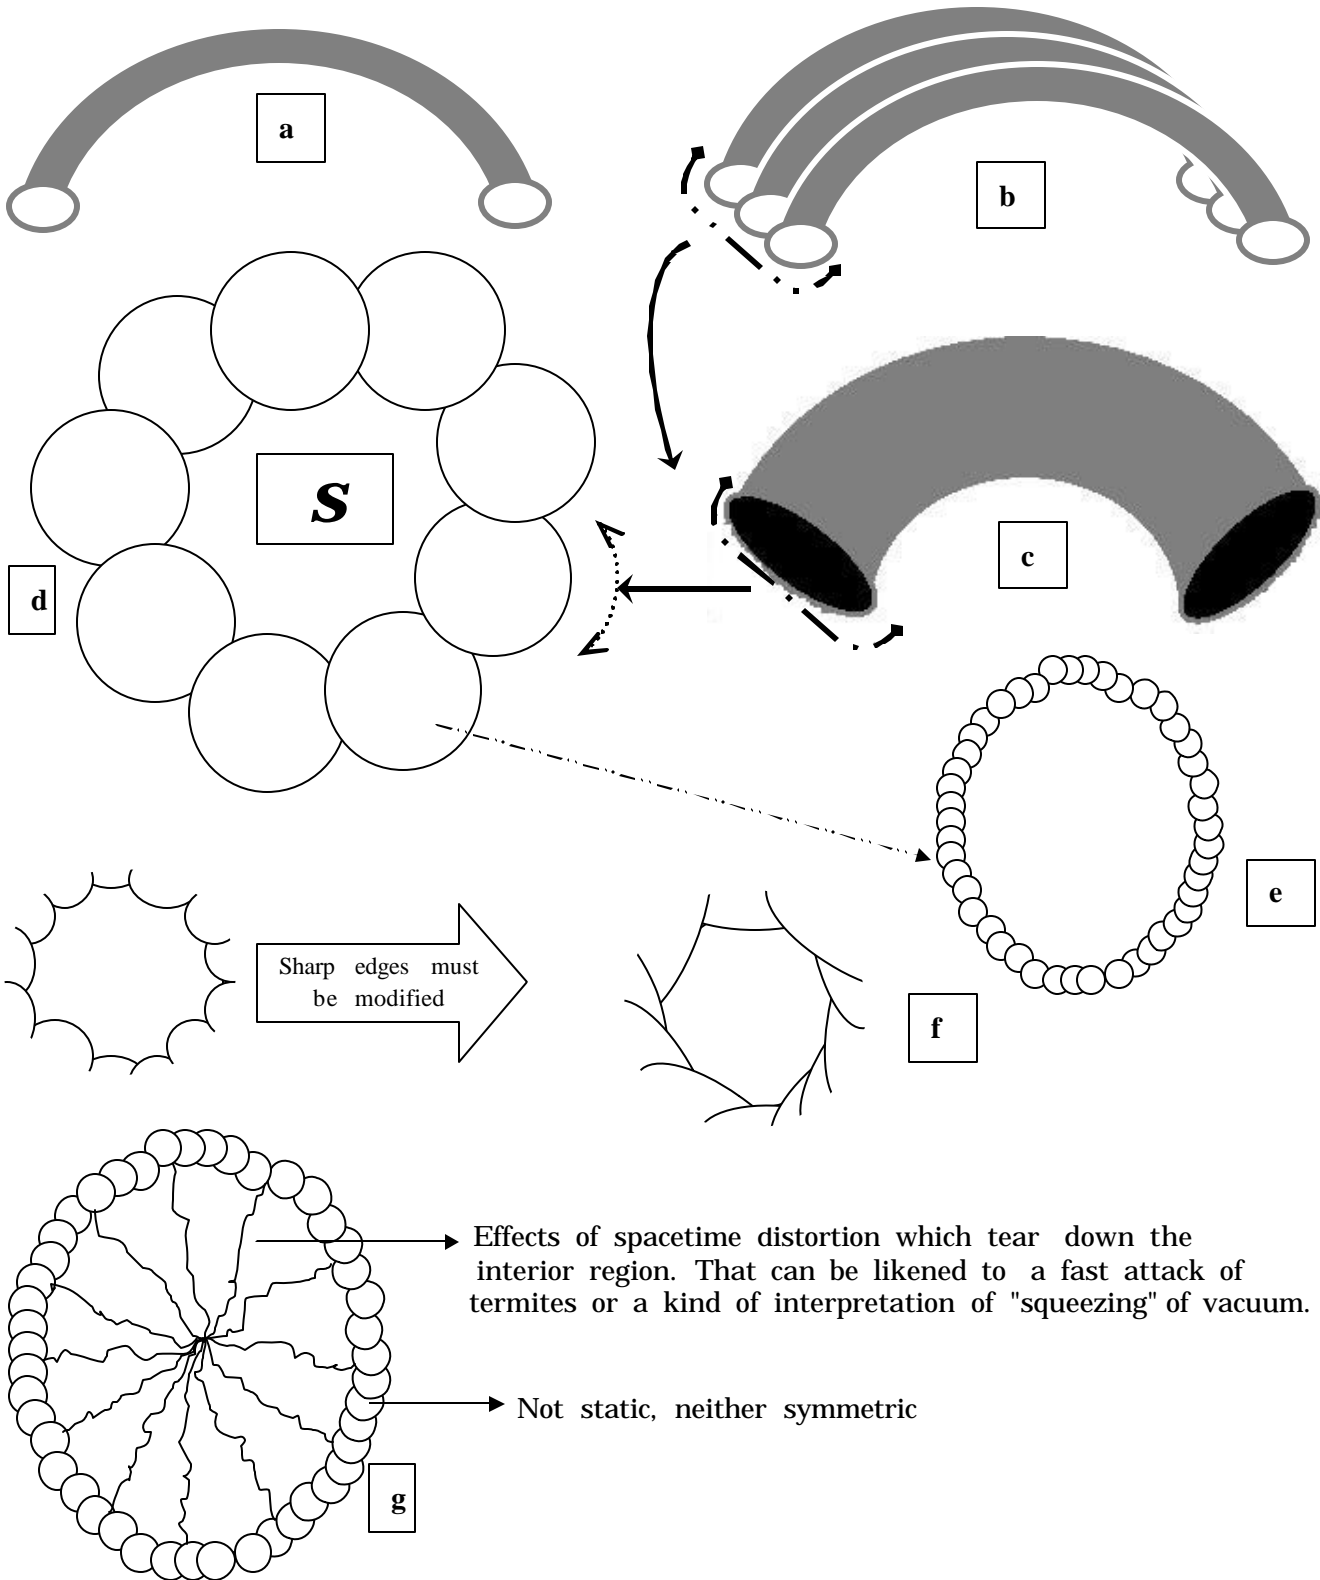 a
b
s
c
d
e
Sharp edges must
be modified
f
Effects of spacetime distortion which tear down the
interior region. That can be likened to a fast attack of
termites or a kind of interpretation of "squeezing" of vacuum.
Not static, neither symmetric
g